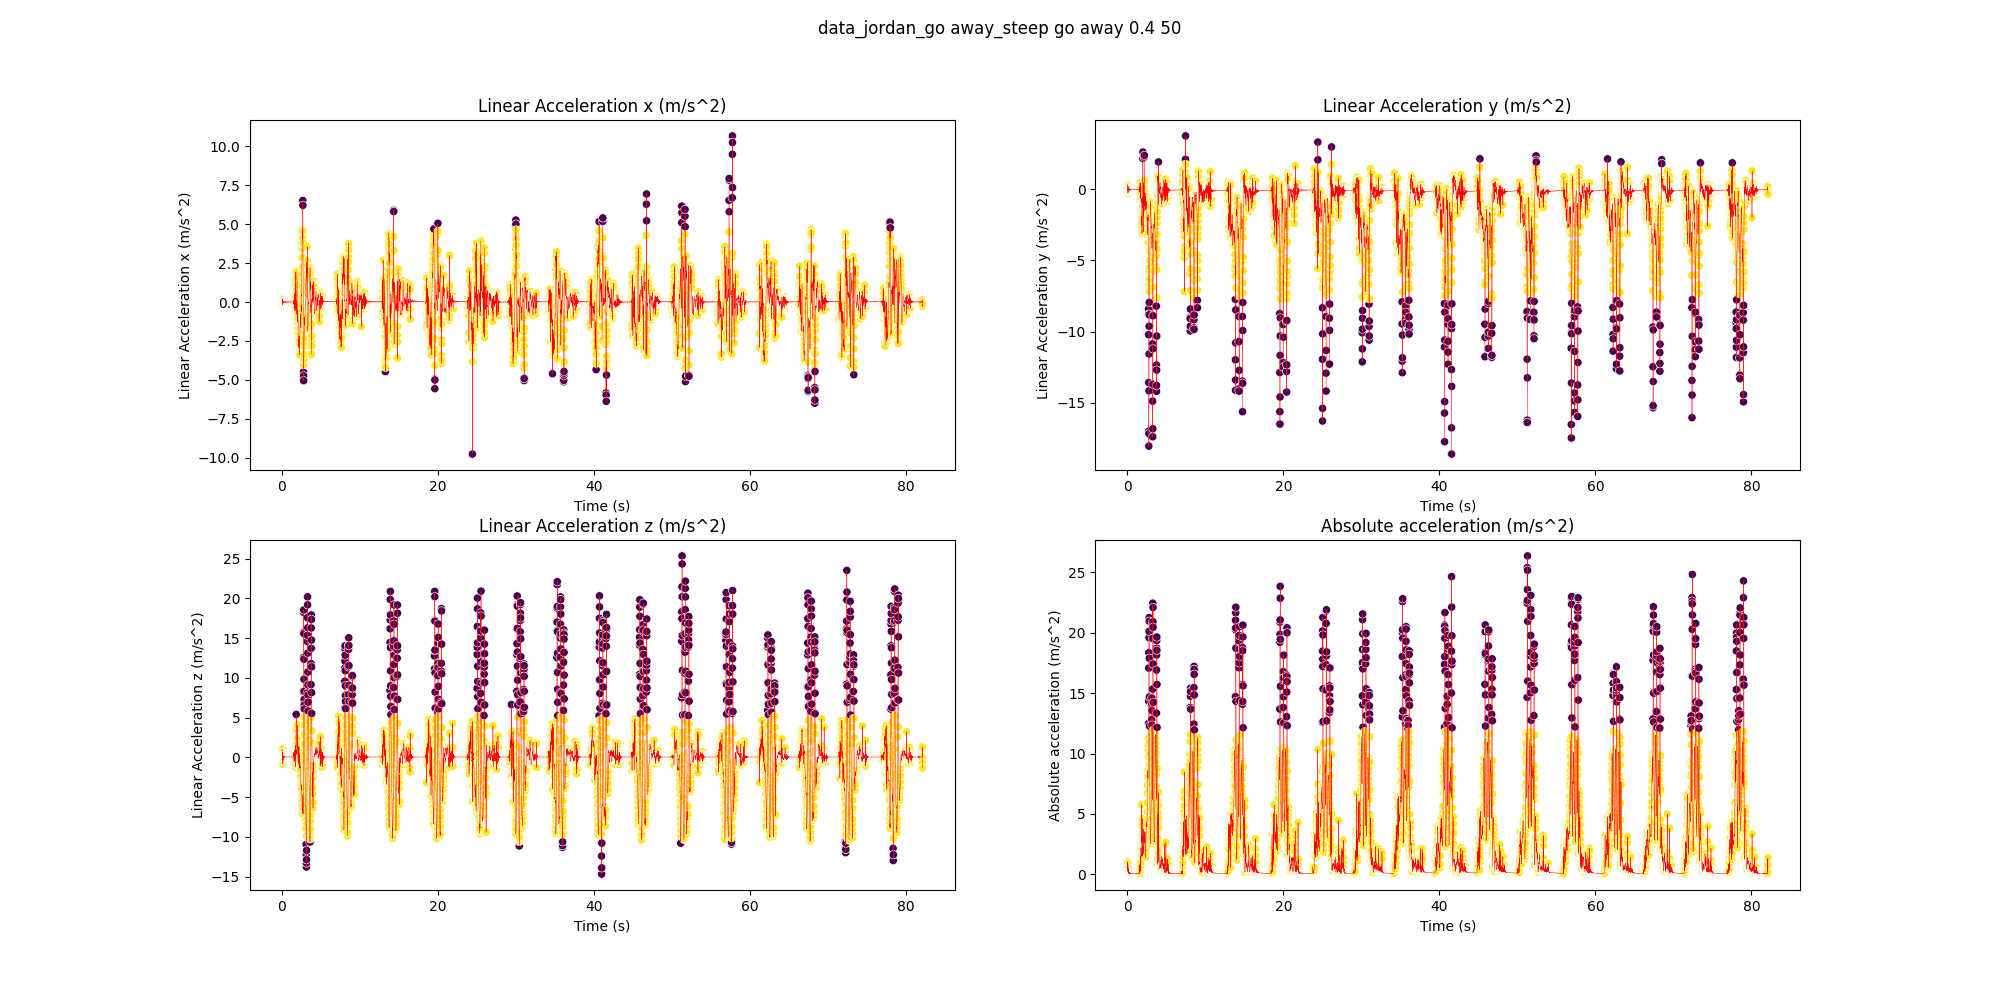 data_jordan_go away_steep go away 0.4 50
Linear Acceleration x (m/s^2)
Linear Acceleration x (m/s^2)
10.0
7.5
5.0
2.5
0.0
−2.5
−5.0
−7.5
−10.0
0 20 40 60 80
Time (s)
Linear Acceleration y (m/s^2)
Linear Acceleration y (m/s^2)
0
−5
−10
−15
0 20 40 60 80
Time (s)
Linear Acceleration z (m/s^2)
Linear Acceleration z (m/s^2)
25
20
15
10
5
0
−5
−10
−15
0 20 40 60 80
Time (s)
Absolute acceleration (m/s^2)
Absolute acceleration (m/s^2)
25
20
15
10
5
0
0 20 40 60 80
Time (s)